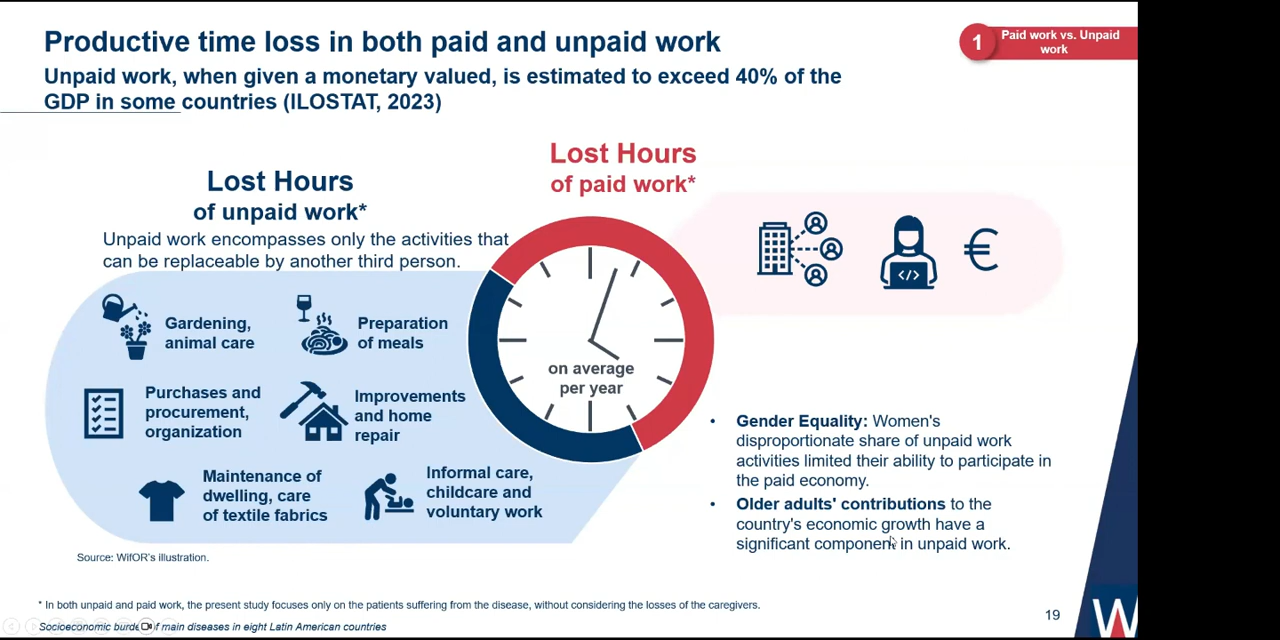 Productive time loss in both paid and unpaid work
Unpaid work, when given a monetary valued, is estimated to exceed 40% of the
GDP in some countries (ILOSTAT, 2023)
1
Paid work vs. Unpaid
work
Lost Hours
of paid work*
Lost Hours
of unpaid work*
Unpaid work encompasses only the activities that
can be replaceable by another third person.
Gardening,
animal care
Preparation
of meals
Purchases and
procurement,
organization
Improvements
and home
repair
Maintenance of
dwelling, care
of textile fabrics
Informal care,
childcare and
voluntary work
on average
per year
</>
€
• Gender Equality: Women's
disproportionate share of unpaid work
activities limited their ability to participate in
the paid economy.
• Older adults' contributions to the
country's economic growth have a
significant component in unpaid work.
Source: WifOR's illustration.
* In both unpaid and paid work, the present study focuses only on the patients suffering from the disease, without considering the losses of the caregivers.
Socioeconomic burden of main diseases in eight Latin American countries
19
W